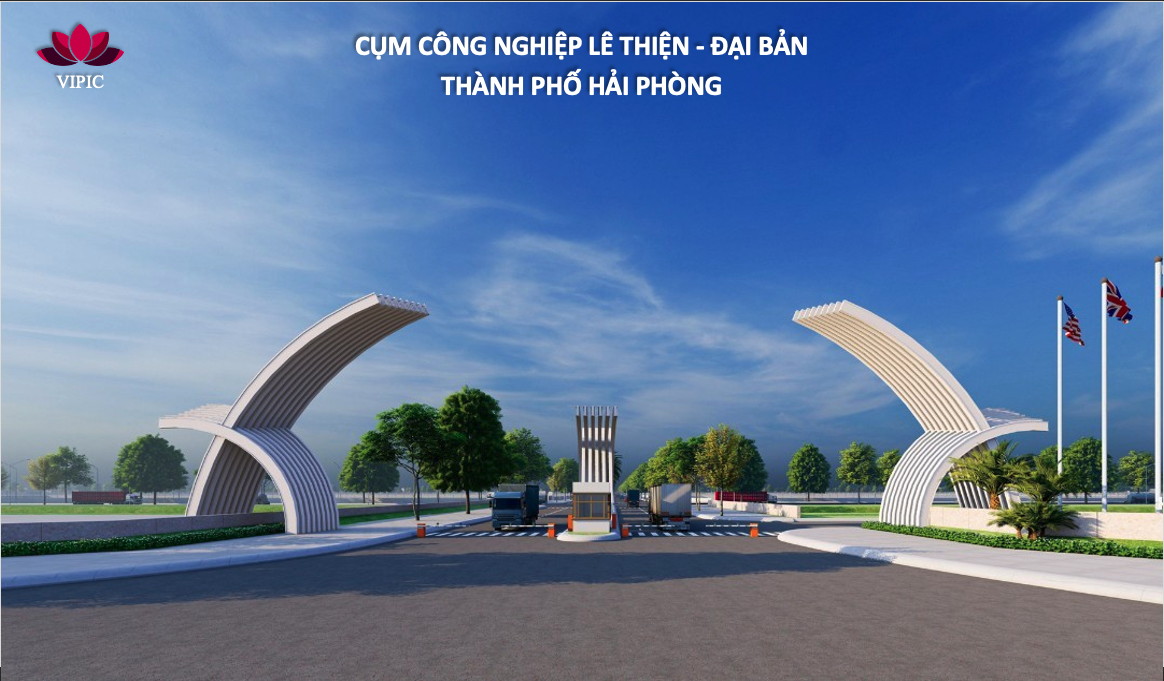 VIPIC
CỤM CÔNG NGHIỆP LÊ THIỆN - ĐẠI BẢN
THÀNH PHỐ HẢI PHÒNG